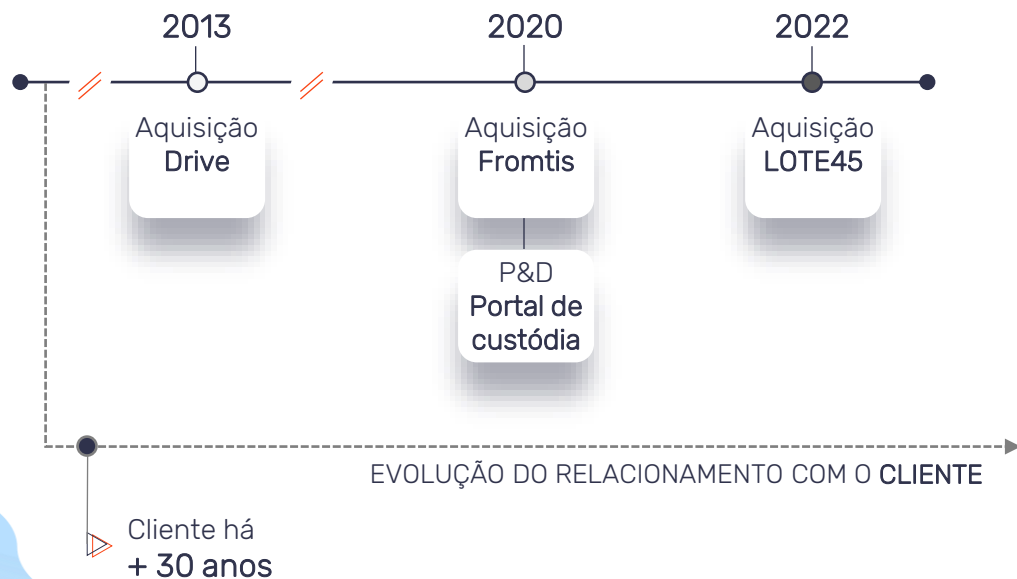 2013
2020
2022
Aquisição
Drive
Aquisição
Fromtis
Aquisição
LOTE45
P&D
Portal de
custódia
EVOLUÇÃO DO RELACIONAMENTO COM O CLIENTE
Cliente há
+ 30 anos